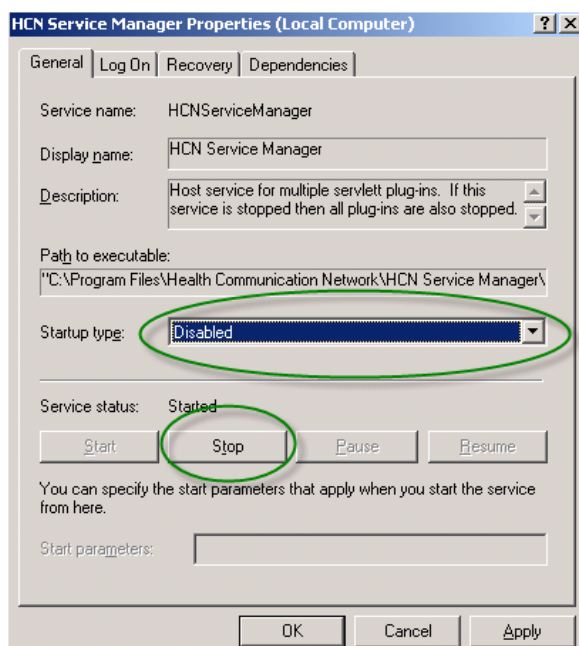 HCN Service Manager Properties (Local Computer)
General Log On Recovery Dependencies
Service name: HCNServiceManager
Display name: HCN Service Manager
Description: Host service for multiple servlett plug-ins. If this
service is stopped then all plug-ins are also stopped.
Path to executable:
"C:\Program Files\Health Communication Network\HCN Service Manager\
Startup type: Disabled
Service status: Started
Start Stop Pause Resume
You can specify the start parameters that apply when you start the service
from here.
Start parameters:
OK Cancel Apply